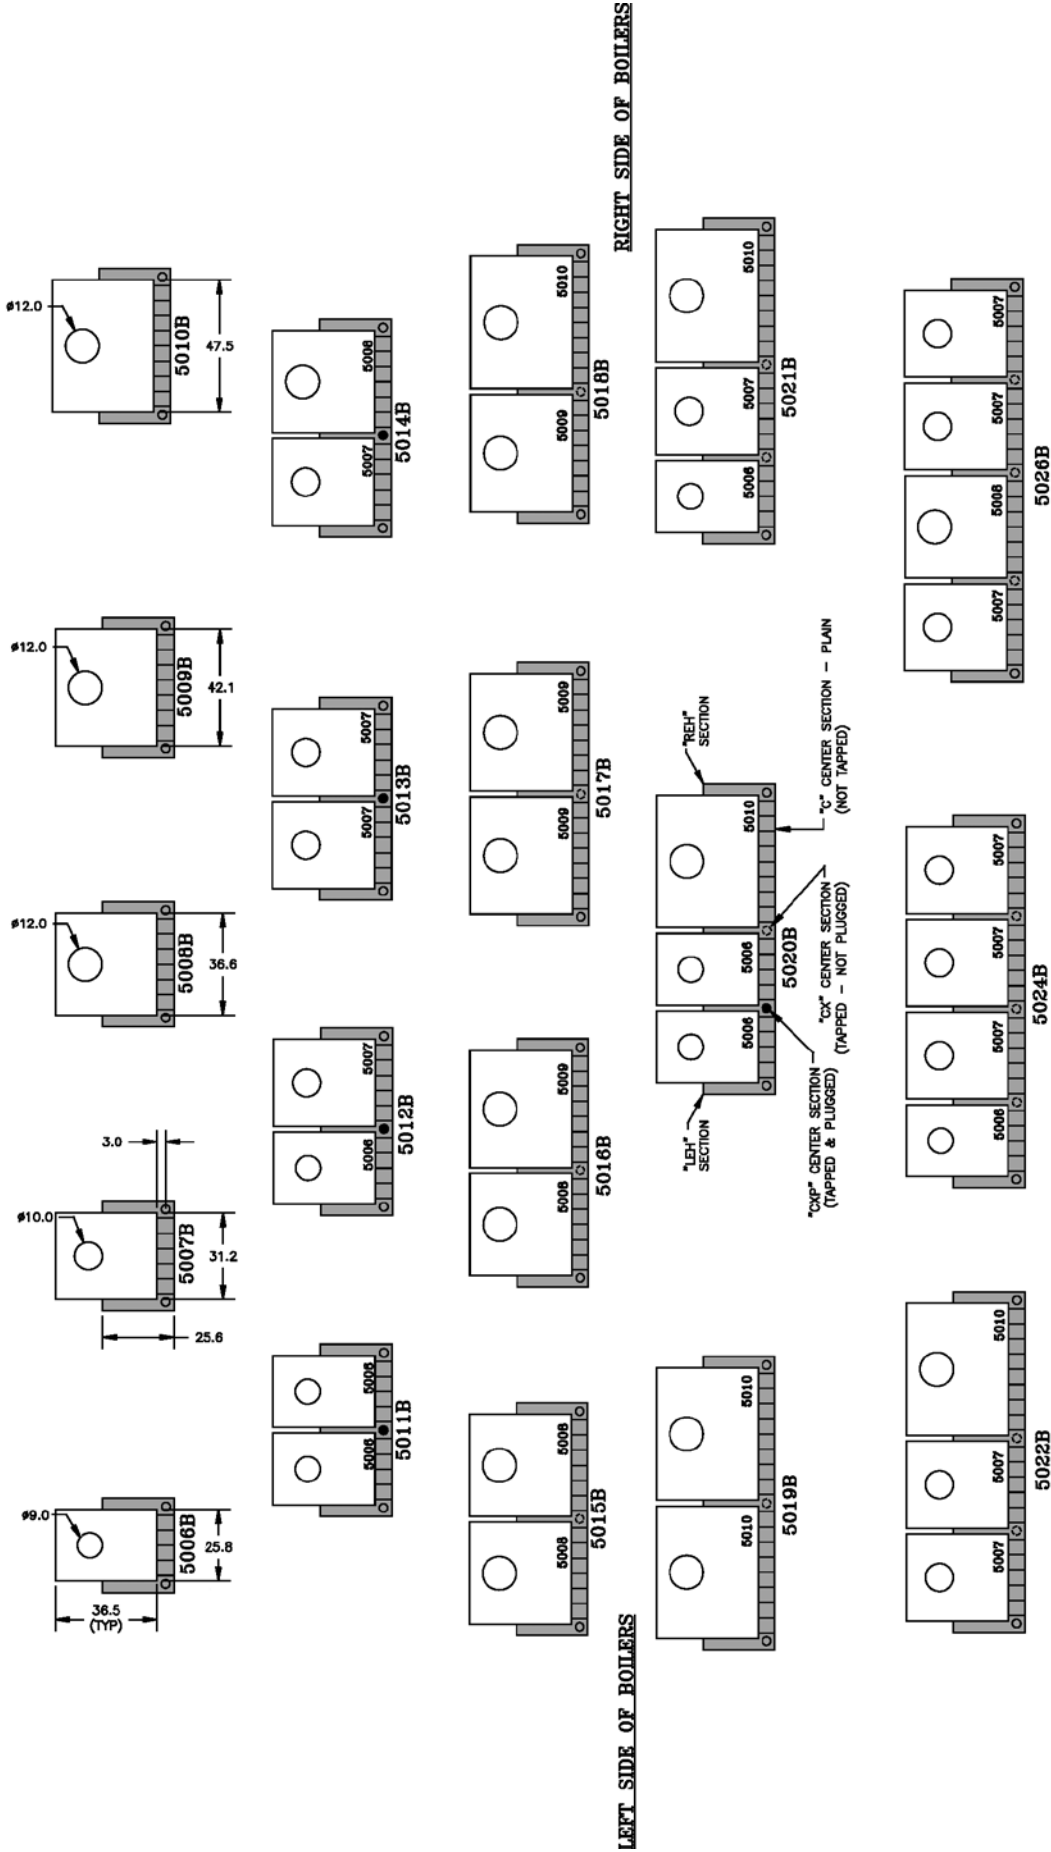 ø9.0
36.5
(TYP)
25.8
5006B
ø10.0
3.0
31.2
25.6
5007B
ø12.0
36.6
5008B
ø12.0
42.1
5009B
ø12.0
47.5
5010B
5006
5006
5011B
5006
5007
5012B
5007
5007
5013B
5007
5008
5014B
5008
5008
5015B
5008
5009
5016B
5009
5009
5017B
5009
5010
5018B
LEFT SIDE OF BOILERS
RIGHT SIDE OF BOILERS
5010
5010
5019B
"LEH"
SECTION
5006
5006
5010
5020B
"REH"
SECTION
"CXP" CENTER SECTION
(TAPPED & PLUGGED)
"CX" CENTER SECTION
(TAPPED - NOT PLUGGED)
"C" CENTER SECTION - PLAIN
(NOT TAPPED)
5006
5007
5010
5021B
5007
5007
5010
5022B
5006
5007
5007
5007
5024B
5007
5008
5007
5007
5026B